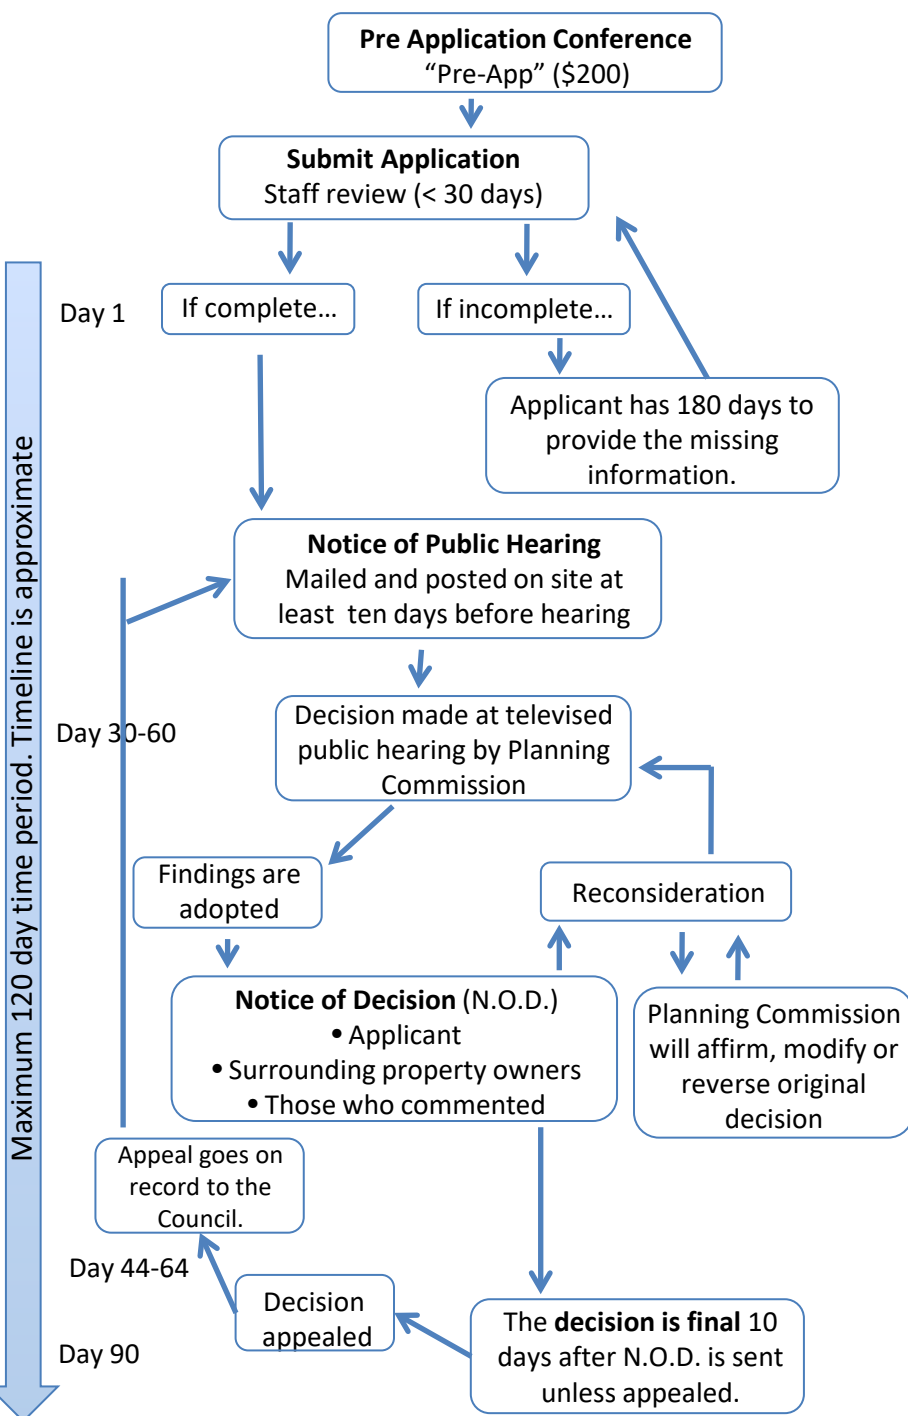 Pre Application Conference
“Pre-App” ($200)
Submit Application
Staff review (< 30 days)
Day 1
If complete…
If incomplete…
Applicant has 180 days to
provide the missing
information.
Maximum 120 day time period. Timeline is approximate
Notice of Public Hearing
Mailed and posted on site at
least ten days before hearing
Day 30-60
Decision made at televised
public hearing by Planning
Commission
Findings are
adopted
Reconsideration
Notice of Decision (N.O.D.)
• Applicant
• Surrounding property owners
• Those who commented
Planning Commission
will affirm, modify or
reverse original
decision
Appeal goes on
record to the
Council.
Day 44-64
Decision
appealed
The decision is final 10
days after N.O.D. is sent
unless appealed.
Day 90